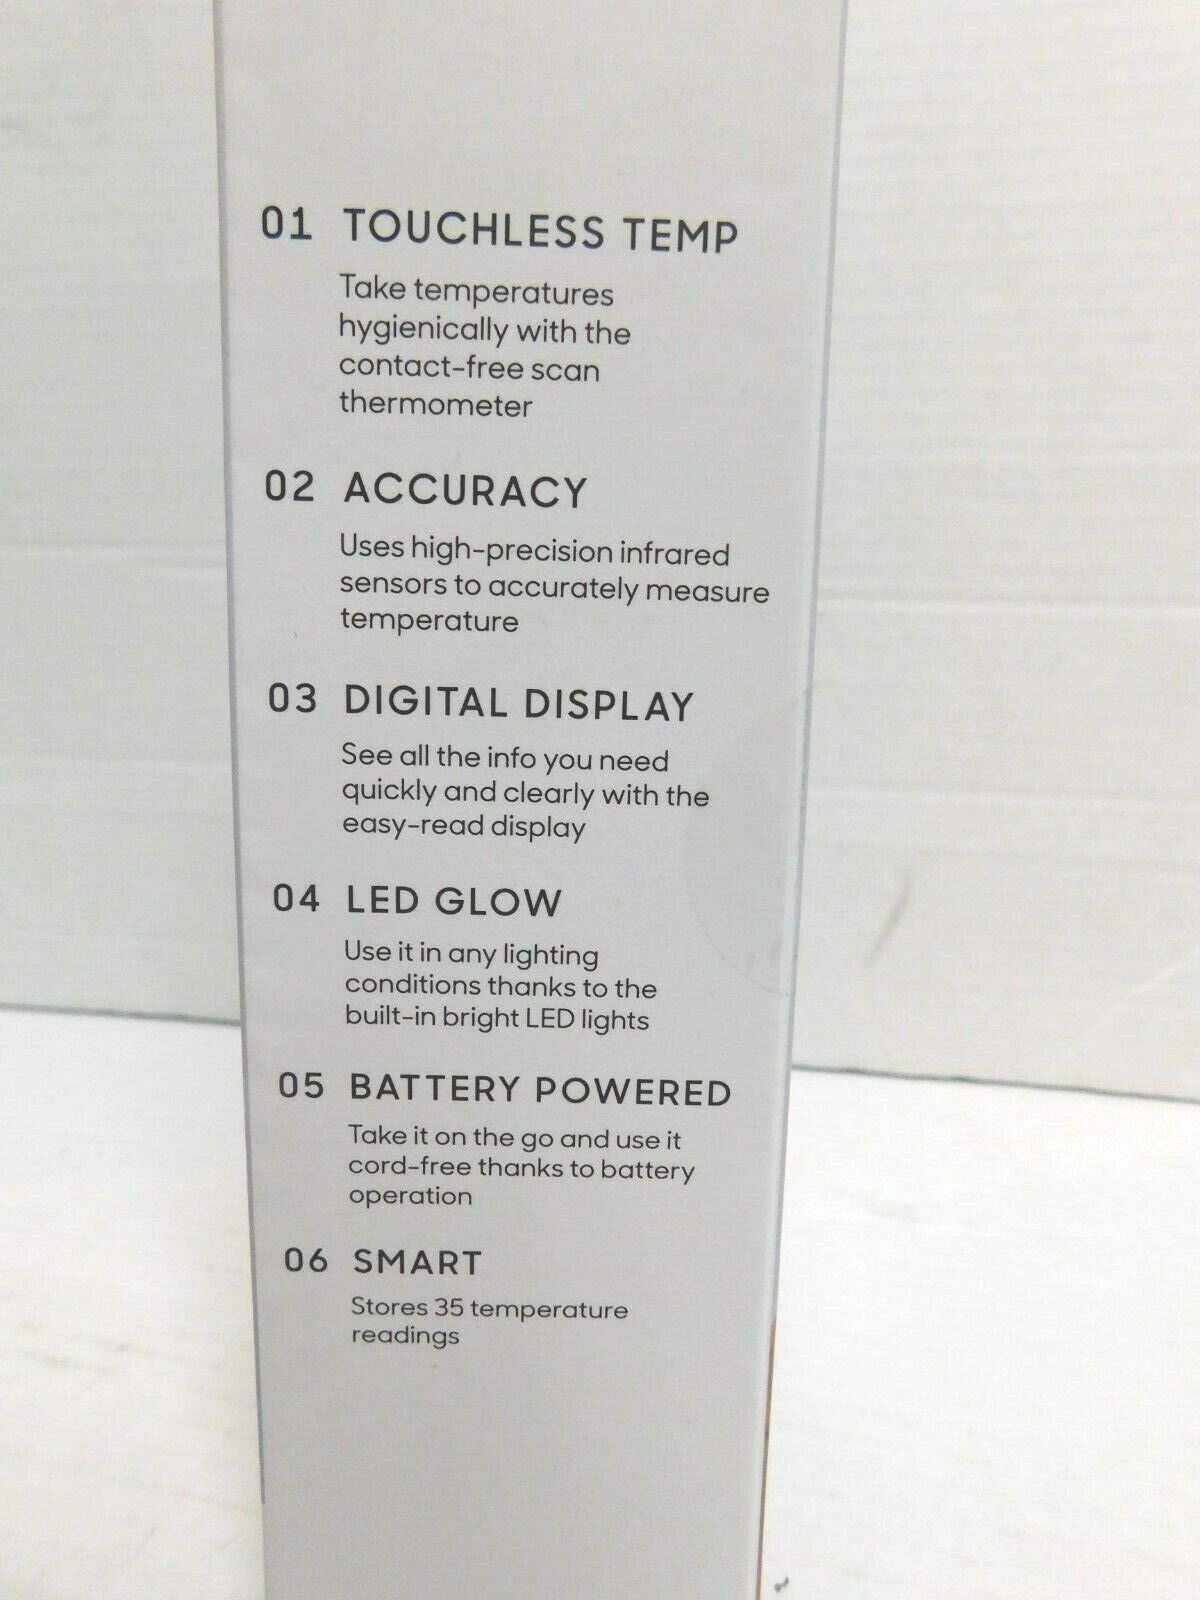 01 TOUCHLESS TEMP
Take temperatures
hygienically with the
contact-free scan
thermometer
02 ACCURACY
Uses high-precision infrared
sensors to accurately measure
temperature
03 DIGITAL DISPLAY
See all the info you need
quickly and clearly with the
easy-read display
04 LED GLOW
Use it in any lighting
conditions thanks to the
built-in bright LED lights
05 BATTERY POWERED
Take it on the go and use it
cord-free thanks to battery
operation
06 SMART
Stores 35 temperature
readings